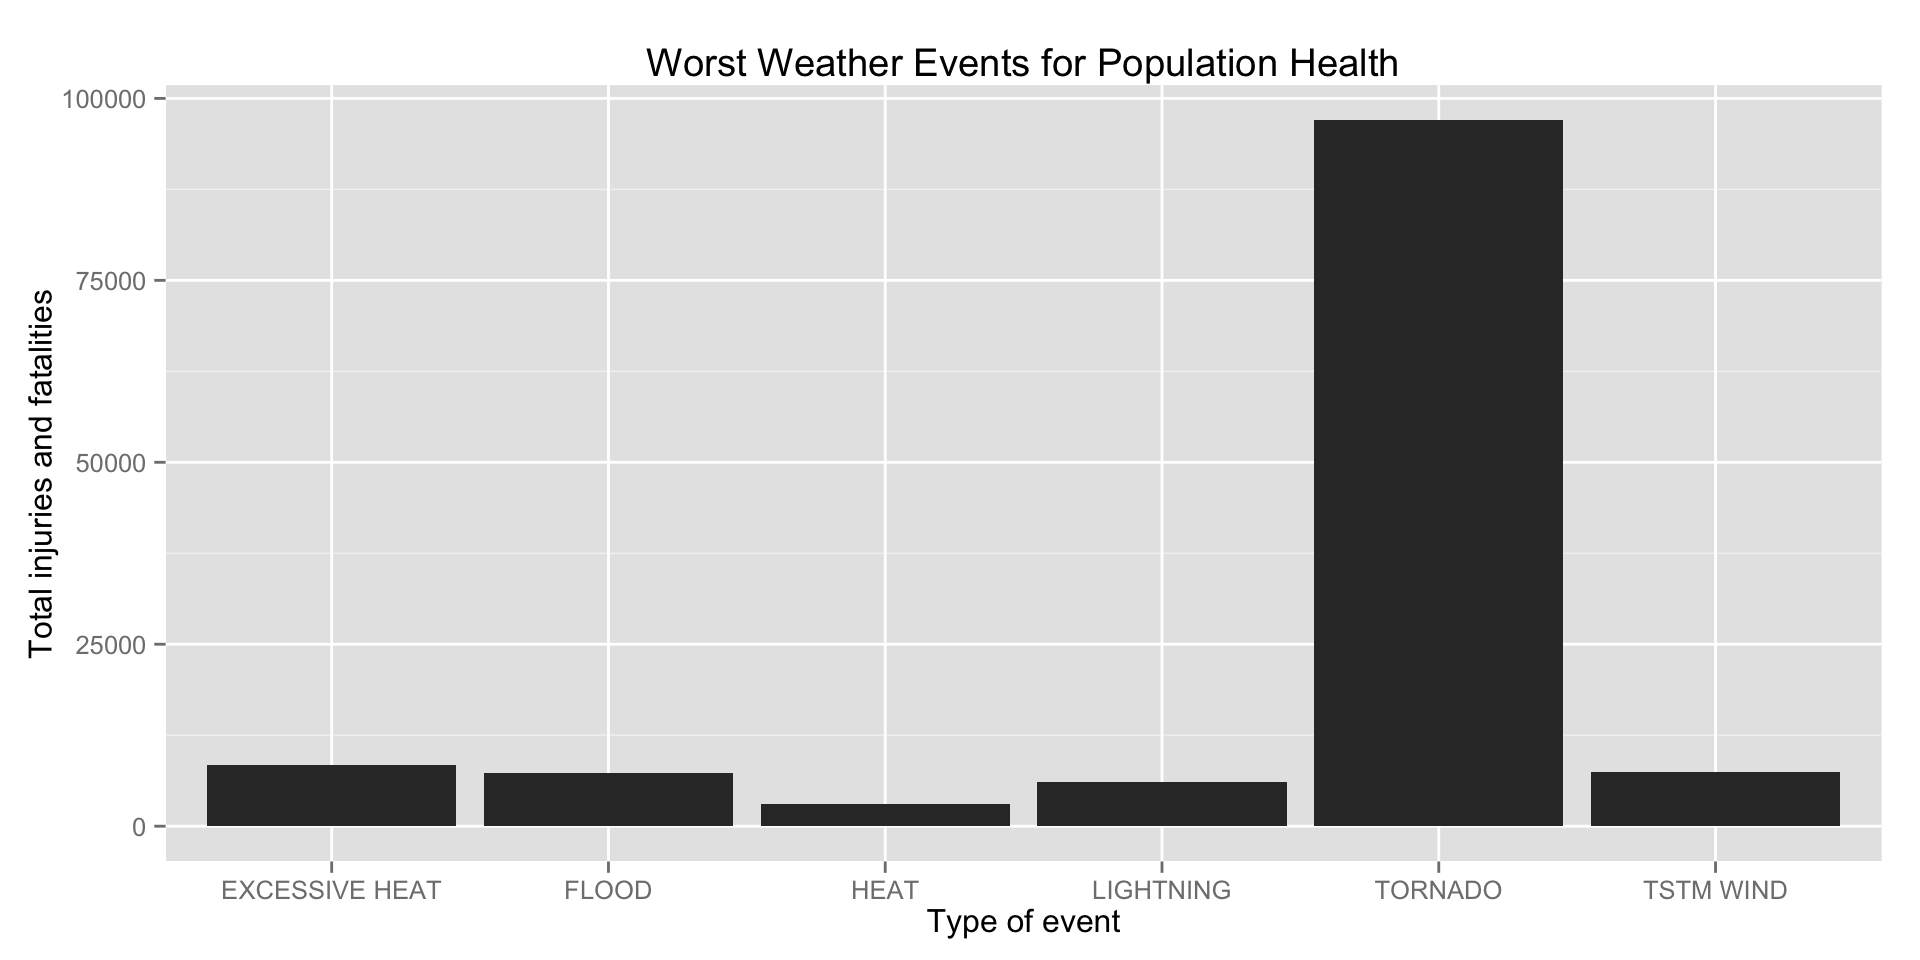 Worst Weather Events for Population Health
Total injuries and fatalities
100000
75000
50000
25000
0
EXCESSIVE HEAT
FLOOD
HEAT
LIGHTNING
TORNADO
TSTM WIND
Type of event